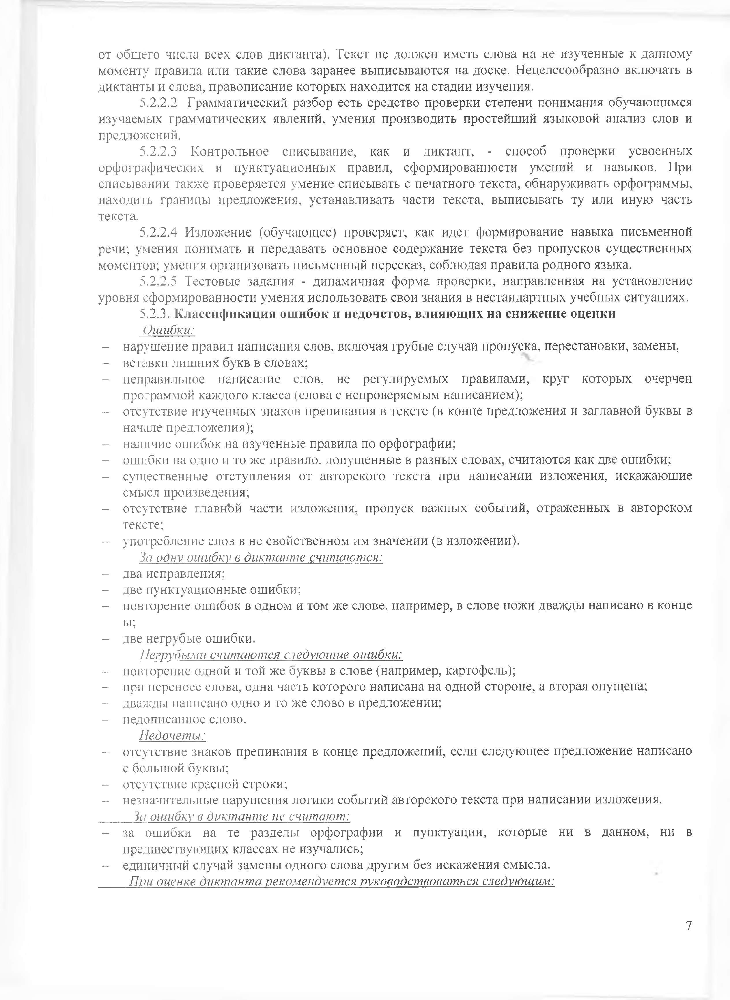 от общего числа всех слов диктанта). Текст не должен иметь слова на не изученные к данному
моменту правила или такие слова заранее выписываются на доске. Нецелесообразно включать в
диктанты и слова, правописание которых находится на стадии изучения.
5.2.2.2 Грамматический разбор есть средство проверки степени понимания обучающимся
изучаемых грамматических явлений, умения производить простейший языковой анализ слов и
предложений.
5.2.2.3 Контрольное списывание, как и диктант, - способ проверки усвоенных
орфографических и пунктуационных правил, сформированности умений и навыков. При
списывании также проверяется умение списывать с печатного текста, обнаруживать орфограммы,
находить границы предложения, устанавливать части текста, выписывать ту или иную часть
текста.
5.2.2.4 Изложение (обучающее) проверяет, как идет формирование навыка письменной
речи; умения понимать и передавать основное содержание текста без пропусков существенных
моментов; умения организовать письменный пересказ, соблюдая правила родного языка.
5.2.2.5 Тестовые задания - динамичная форма проверки, направленная на установление
уровня сформированности умения использовать свои знания в нестандартных учебных ситуациях.
5.2.3. Классификация ошибок и недочетов, влияющих на снижение оценки
Ошибки:
– нарушение правил написания слов, включая грубые случаи пропуска, перестановки, замены,
– вставки лишних букв в словах;
– неправильное написание слов, не регулируемых правилами, круг которых очерчен
программой каждого класса (слова с непроверяемым написанием);
– отсутствие изученных знаков препинания в тексте (в конце предложения и заглавной буквы в
начале предложения);
– наличие ошибок на изученные правила по орфографии;
– ошибки на одно и то же правило, допущенные в разных словах, считаются как две ошибки;
– существенные отступления от авторского текста при написании изложения, искажающие
смысл произведения;
– отсутствие главной части изложения, пропуск важных событий, отраженных в авторском
тексте;
– употребление слов в не свойственном им значении (в изложении).
За одну ошибку в диктанте считаются:
– два исправления;
– две пунктуационные ошибки;
– повторение ошибок в одном и том же слове, например, в слове ножи дважды написано в конце
ы;
– две негрубые ошибки.
Негрубыми считаются следующие ошибки:
– повторение одной и той же буквы в слове (например, картофель);
– при переносе слова, одна часть которого написана на одной стороне, а вторая опущена;
– дважды написано одно и то же слово в предложении;
– недописанное слово.
Недочеты:
– отсутствие знаков препинания в конце предложений, если следующее предложение написано
с большой буквы;
– отсутствие красной строки;
– незначительные нарушения логики событий авторского текста при написании изложения.
За ошибку в диктанте не считают:
– за ошибки на те разделы орфографии и пунктуации, которые ни в данном, ни в
предшествующих классах не изучались;
– единичный случай замены одного слова другим без искажения смысла.
При оценке диктанта рекомендуется руководствоваться следующим:
7